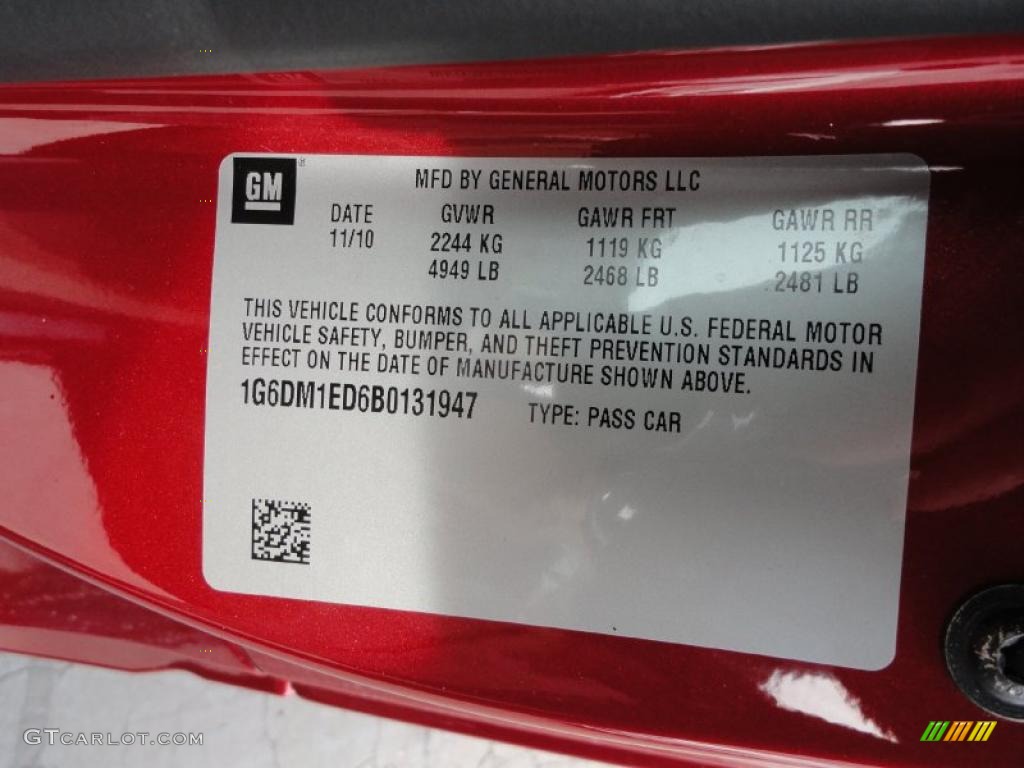 GM
MFD BY GENERAL MOTORS LLC
DATE GVWR GAWR FRT GAWR RR
11/10 2244 KG 1119 KG 1125 KG
4949 LB 2468 LB 2481 LB
THIS VEHICLE CONFORMS TO ALL APPLICABLE U.S. FEDERAL MOTOR
VEHICLE SAFETY, BUMPER, AND THEFT PREVENTION STANDARDS IN
EFFECT ON THE DATE OF MANUFACTURE SHOWN ABOVE.
1G6DM1ED6B0131947 TYPE: PASS CAR
GTCARLOT.COM